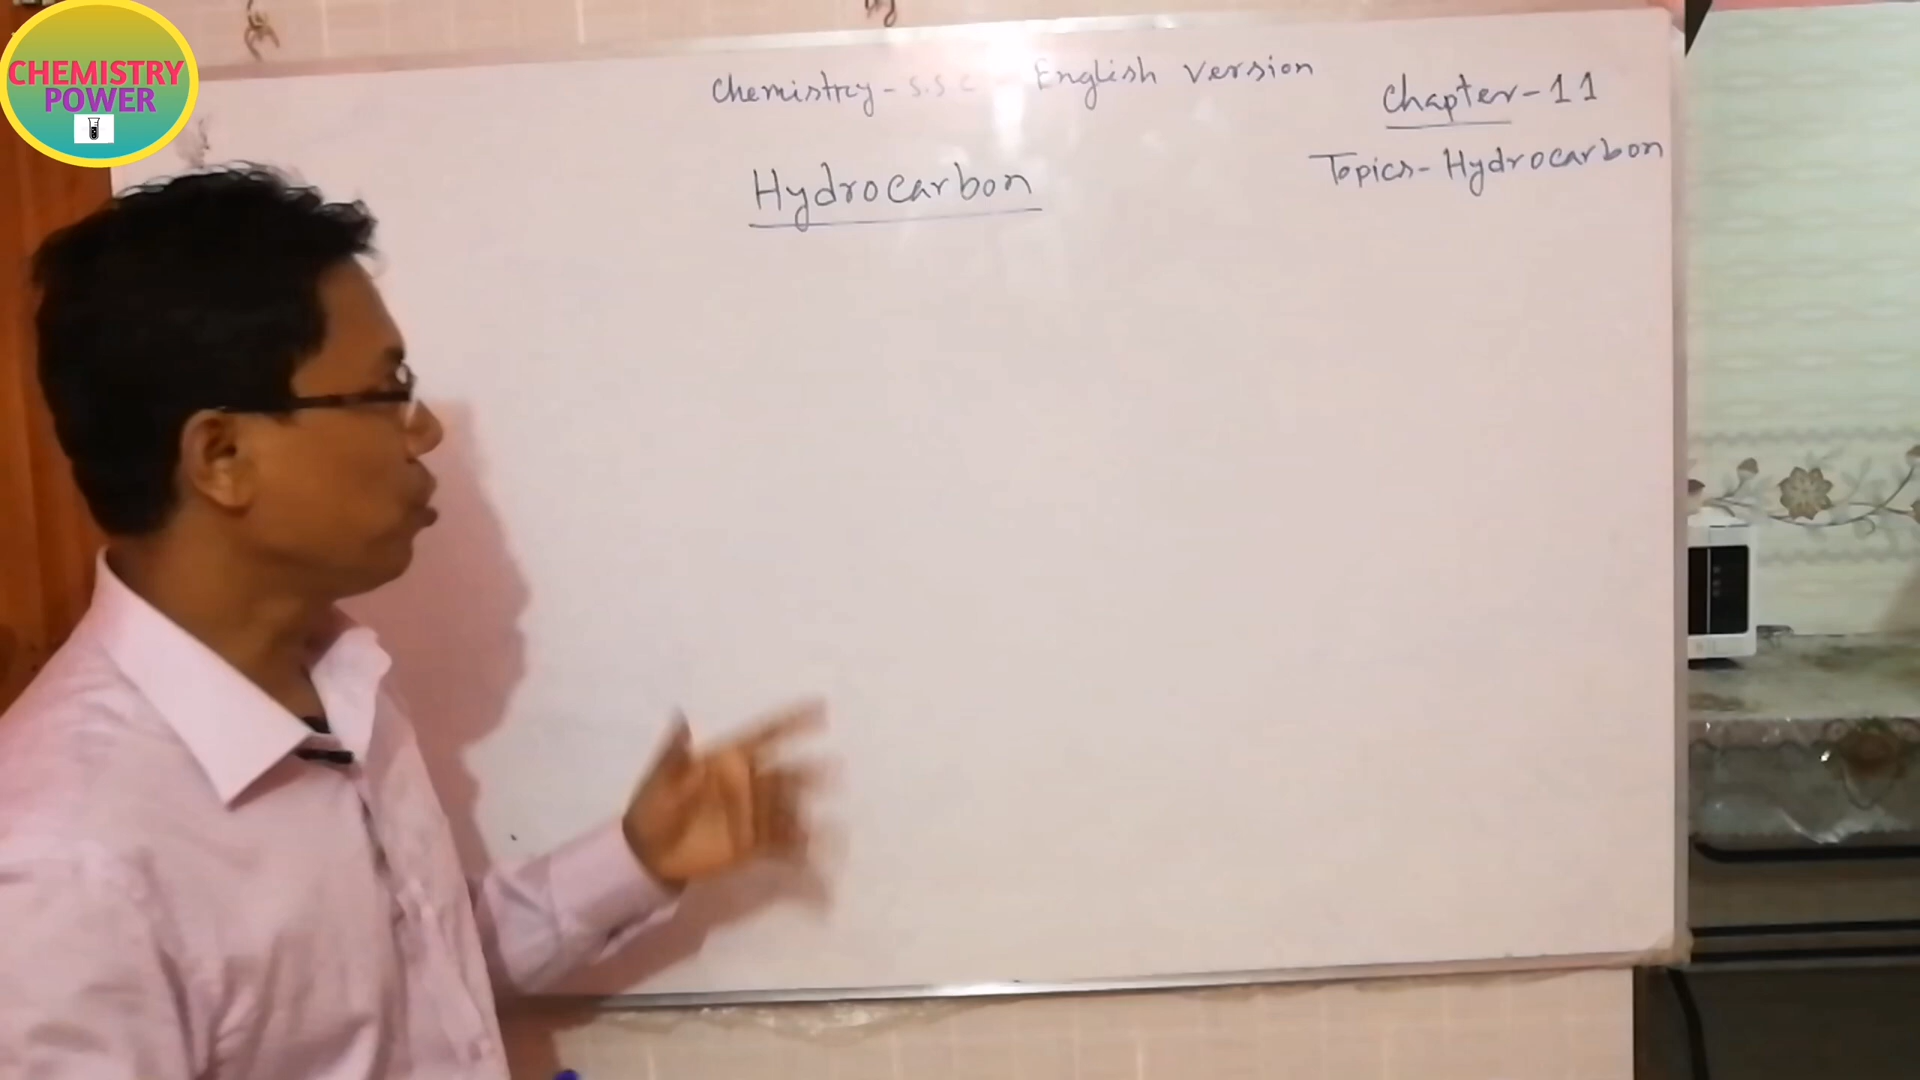 CHEMISTRY
POWER
Chemistry - S.S.C English Version
Chapter-11
Topics- Hydrocarbon
Hydrocarbon